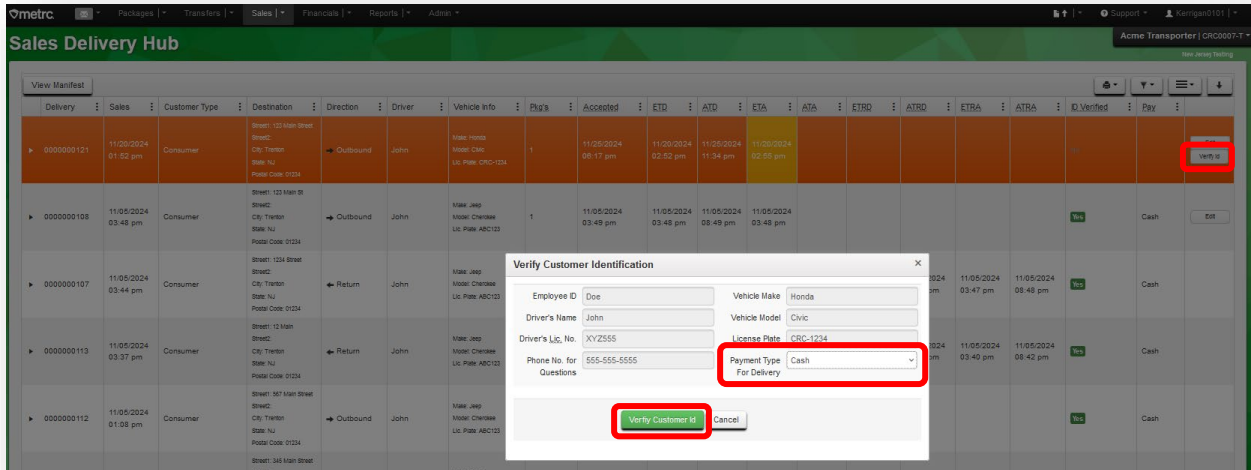 metrc Packages Transfers Sales Financials Reports Admin Support Kerrigan0101
Sales Delivery Hub
Acme Transporter | CRC0007-T
New Jersey Testing
View Manifest
Delivery Sales Customer Type Destination Direction Driver Vehicle Info Pkg's Accepted ETD ATD ETA ATA ETRD ATRD ETRA ATRA ID Verified Pay
Street1: 123 Main Street
Street2:
City: Trenton
State: NJ
Postal Code: 01234
0000000121 11/20/2024 01:52 pm Consumer Outbound John
Make: Honda
Model: Civic
Lic. Plate: CRC-1234
1 11/25/2024 06:17 pm 11/20/2024 02:52 pm 11/25/2024 11:34 pm 11/20/2024 02:55 pm
Verify Id
Street1: 123 Main St
Street2:
City: Trenton
State: NJ
Postal Code: 01234
0000000108 11/05/2024 03:48 pm Consumer Outbound John
Make: Jeep
Model: Cherokee
Lic. Plate: ABC123
1 11/05/2024 03:49 pm 11/05/2024 03:48 pm 11/05/2024 08:49 pm 11/05/2024 03:48 pm Yes Cash Edit
Street1: 1234 Street
Street2:
City: Trenton
State: NJ
Postal Code: 01234
0000000107 11/05/2024 03:44 pm Consumer Return John
Make: Jeep
Model: Cherokee
Lic. Plate: ABC123
11/05/2024 03:47 pm 11/05/2024 08:48 pm Yes Cash
Street1: 12 Main
Street2:
City: Trenton
State: NJ
Postal Code: 01234
0000000113 11/05/2024 03:37 pm Consumer Return John
Make: Jeep
Model: Cherokee
Lic. Plate: ABC123
11/05/2024 03:40 pm 11/05/2024 08:42 pm Yes Cash
Street1: 567 Main Street
Street2:
City: Trenton
State: NJ
Postal Code: 01234
0000000112 11/05/2024 01:08 pm Consumer Outbound John
Make: Jeep
Model: Cherokee
Lic. Plate: ABC123
Yes Cash
Street1: 345 Main Street
Verify Customer Identification
Employee ID Doe Vehicle Make Honda
Driver's Name John Vehicle Model Civic
Driver's Lic. No. XYZ555 License Plate CRC-1234
Phone No. for Questions 555-555-5555 Payment Type For Delivery Cash
Verfiy Customer Id Cancel